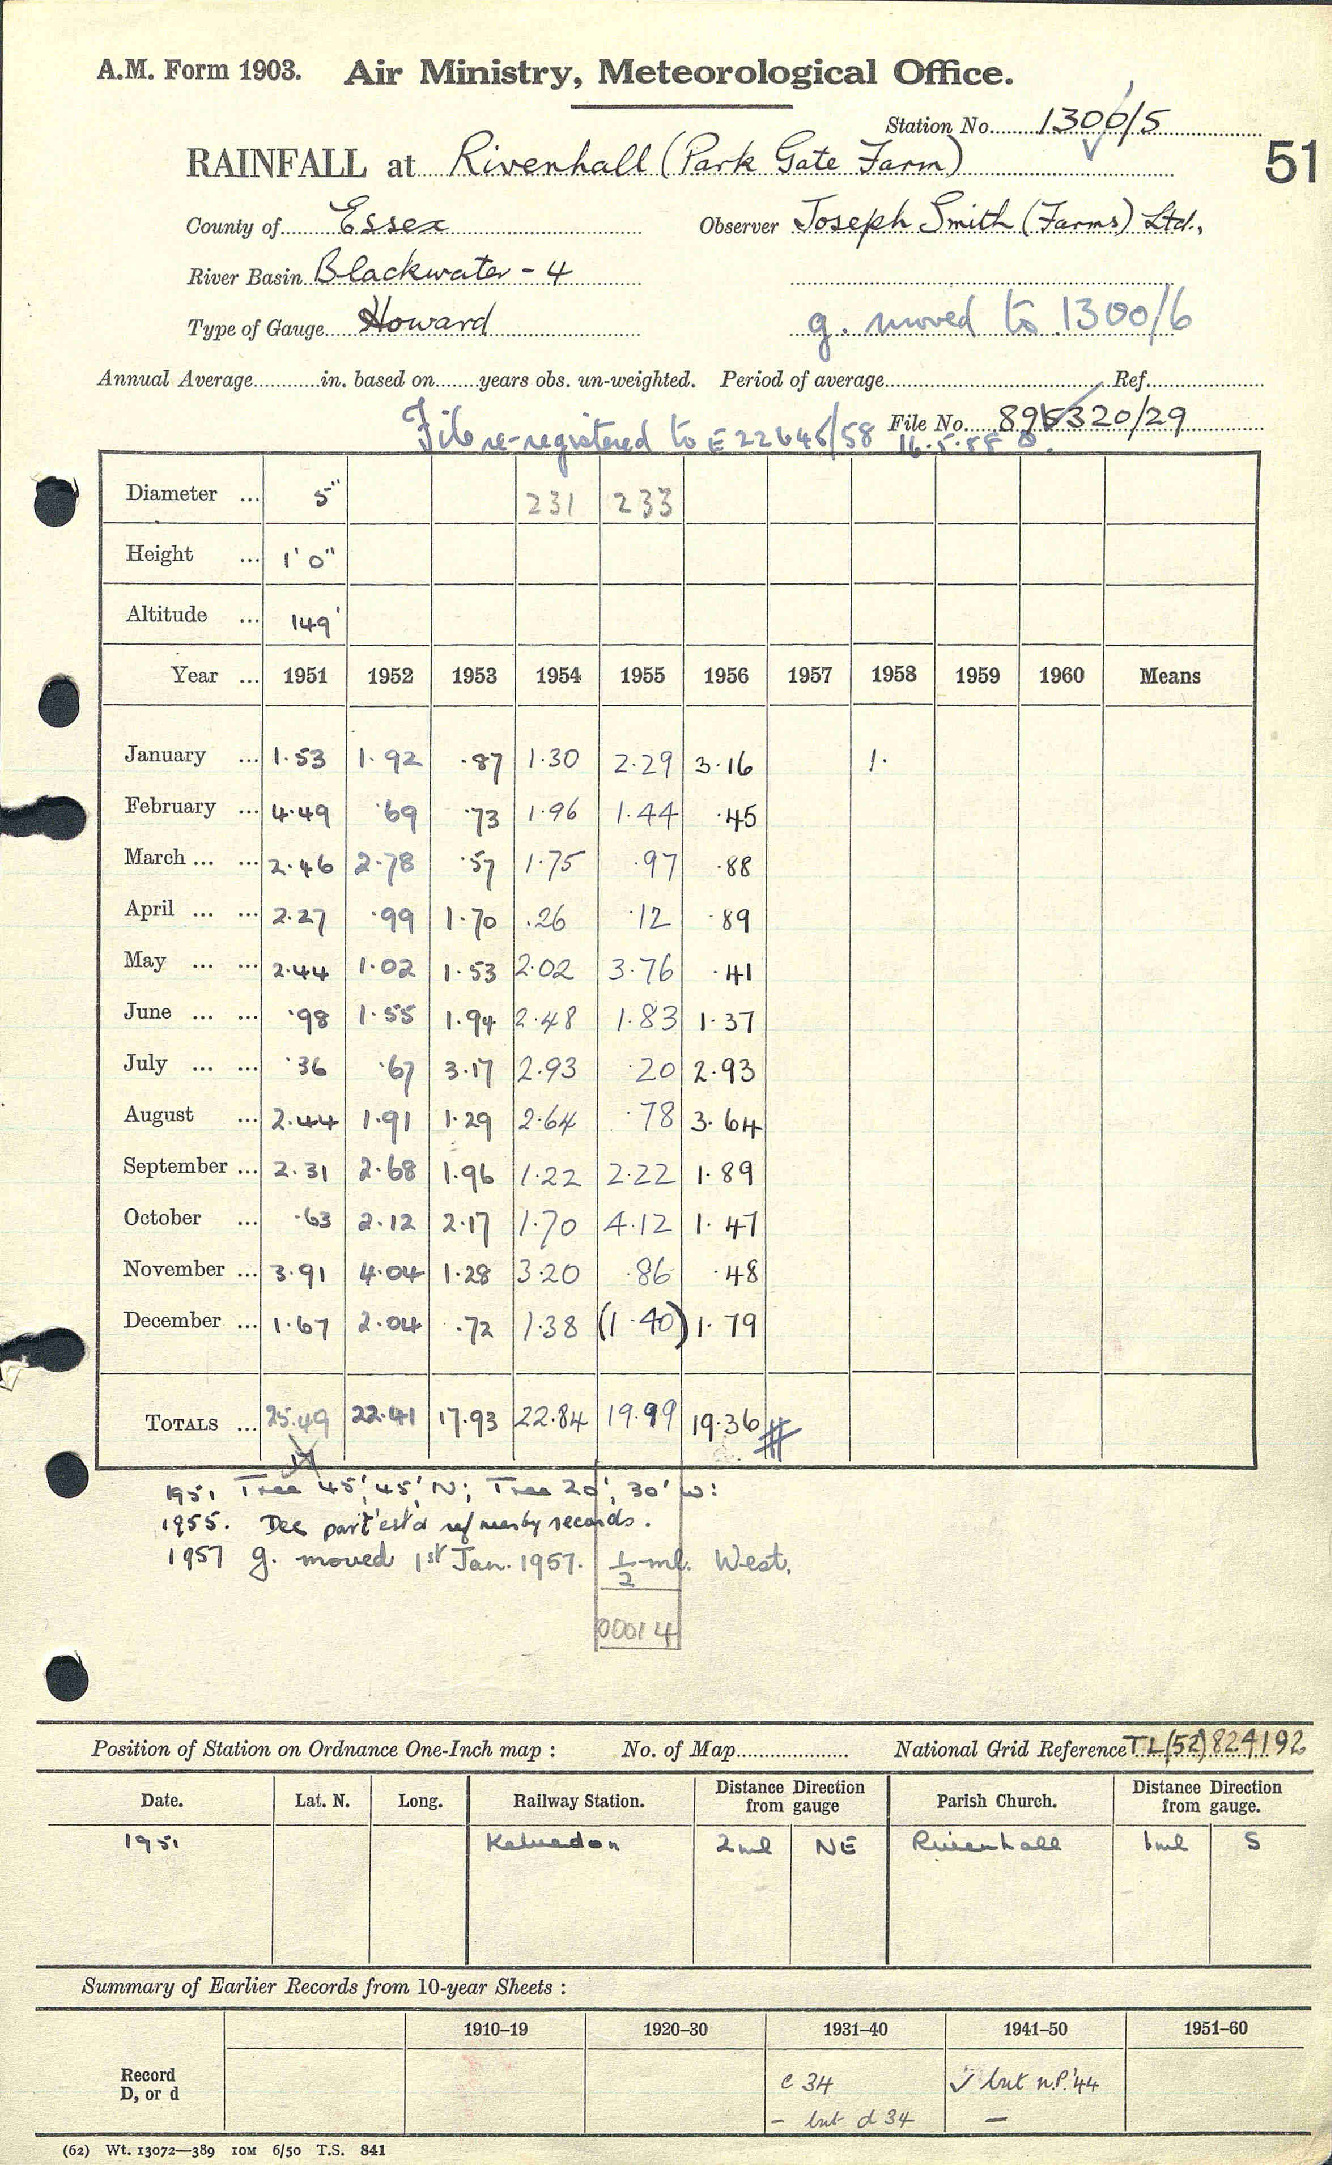 A.M. Form 1903. Air Ministry, Meteorological Office.
Station No. 1300/5
51
RAINFALL at Rivenhall (Park Gate Farm)
County of Essex Observer Joseph Smith (Farms) Ltd.,
River Basin Blackwater - 4
Type of Gauge Howard g. moved to 1300/6
Annual Average in. based on years obs. un-weighted. Period of average Ref.
File No. 895320/29
File re-registered to E22646/58 16.5.58
Diameter ... 5" 231 233
Height ... 1' 0"
Altitude ... 149'
Year ... 1951 1952 1953 1954 1955 1956 1957 1958 1959 1960 Means
January ... 1.53 1.92 .87 1.30 2.29 3.16 1.
February ... 4.49 .69 .73 1.96 1.44 .45
March ... ... 2.46 2.78 .57 1.75 .97 .88
April ... ... 2.27 .99 1.70 .26 .12 .89
May ... ... 2.44 1.02 1.53 2.02 3.76 .41
June ... ... .98 1.55 1.94 2.48 1.83 1.37
July ... ... .36 .67 3.17 2.93 .20 2.93
August ... 2.44 1.91 1.29 2.64 .78 3.64
September ... 2.31 2.68 1.96 1.22 2.22 1.89
October ... .63 2.12 2.17 1.70 4.12 1.47
November ... 3.91 4.04 1.28 3.20 .86 .48
December ... 1.67 2.04 .72 1.38 (1.40) 1.79
TOTALS ... 25.49 22.41 17.93 22.84 19.99 19.36 #
1951 Tree 45', 45', N; Tree 20', 30' W:
1955. Dec part est'd w/ nearby records.
1957 g. moved 1st Jan. 1957. 1/2 ml. West.
00014
Position of Station on Ordnance One-Inch map : No. of Map National Grid Reference TL(52)824192
Date. Lat. N. Long. Railway Station. Distance Direction from gauge Parish Church. Distance Direction from gauge.
1951 Kelvedon 2ml NE Rivenhall 1ml S
Summary of Earlier Records from 10-year Sheets :
1910–19 1920–30 1931–40 1941–50 1951–60
Record D, or d c 34 ✓ but n.P.'44
– but d 34 –
(62) Wt. 13072—389 10M 6/50 T.S. 841